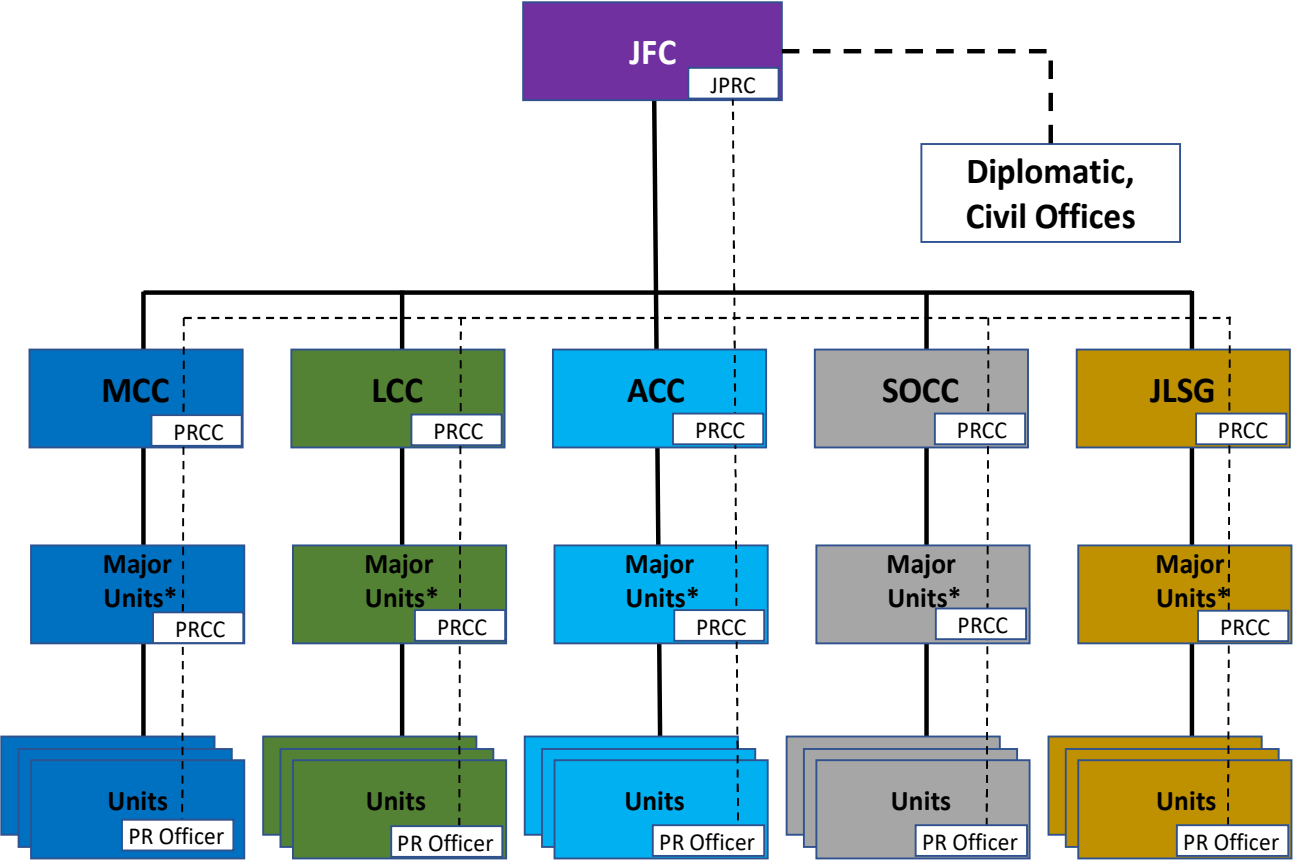 JFC
JPRC
Diplomatic,
Civil Offices
MCC
PRCC
LCC
PRCC
ACC
PRCC
SOCC
PRCC
JLSG
PRCC
Major
Units*
PRCC
Major
Units*
PRCC
Major
Units*
PRCC
Major
Units*
PRCC
Major
Units*
PRCC
Units
PR Officer
Units
PR Officer
Units
PR Officer
Units
PR Officer
Units
PR Officer